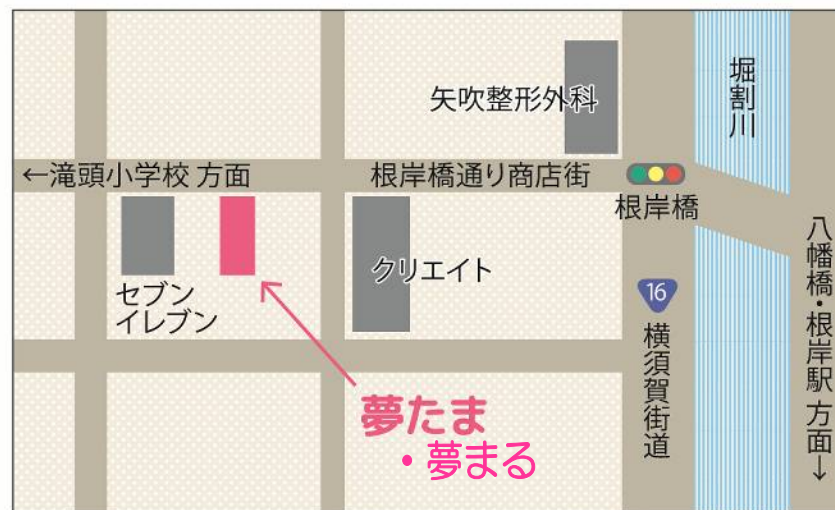 矢吹整形外科
堀割川
←滝頭小学校 方面
根岸橋通り商店街
根岸橋
セブン
イレブン
クリエイト
16
横須賀街道
八幡橋・根岸駅 方面→
夢たま
・夢まる